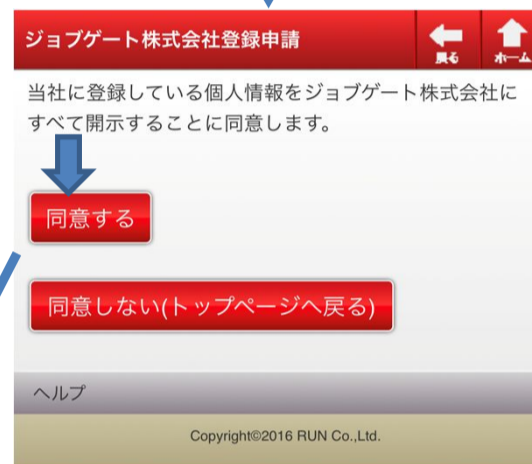 ジョブゲート株式会社登録申請
戻る
ホーム
当社に登録している個人情報をジョブゲート株式会社に
すべて開示することに同意します。
同意する
同意しない(トップページへ戻る)
ヘルプ
Copyright©2016 RUN Co.,Ltd.